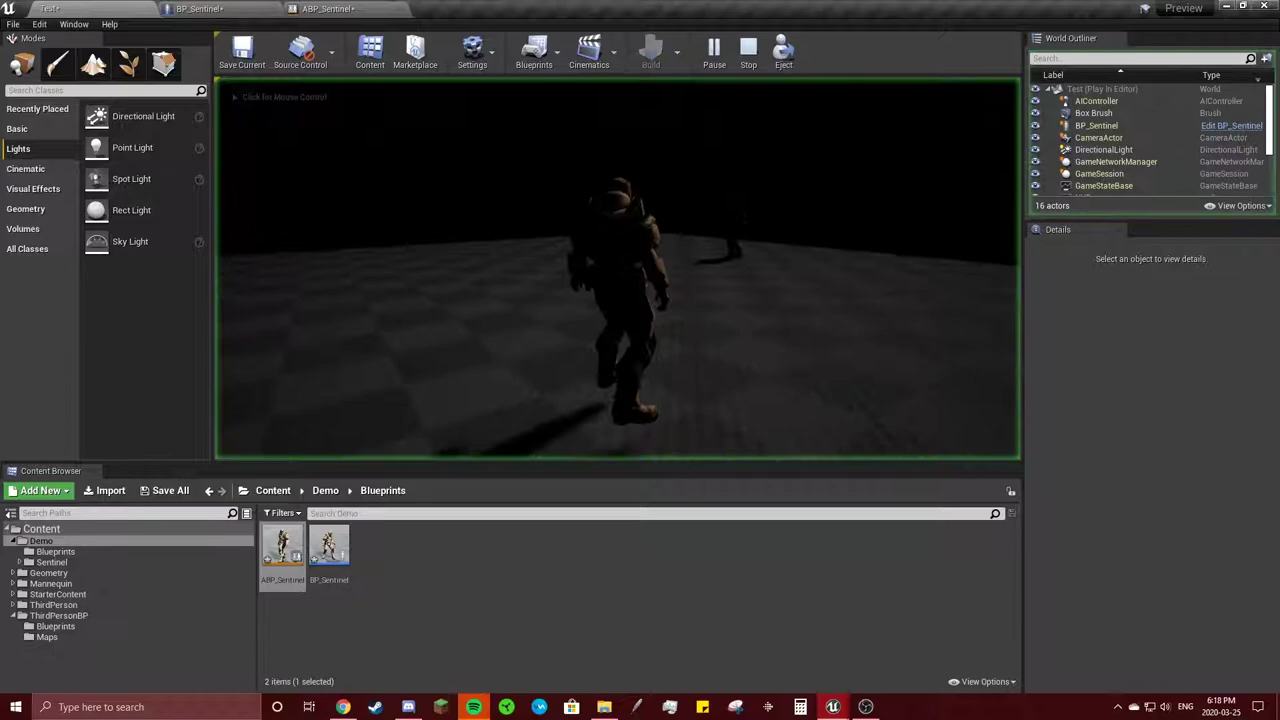 Test*
BP_Sentinel*
ABP_Sentinel*
Preview
File Edit Window Help
Modes
Search Classes
Recently Placed
Basic
Lights
Cinematic
Visual Effects
Geometry
Volumes
All Classes
Directional Light
Point Light
Spot Light
Rect Light
Sky Light
Save Current
Source Control
Content
Marketplace
Settings
Blueprints
Cinematics
Build
Pause
Stop
Eject
Click for Mouse Control
World Outliner
Search...
Label Type
Test (Play In Editor) World
AIController AIController
Box Brush Brush
BP_Sentinel Edit BP_Sentinel
CameraActor CameraActor
DirectionalLight DirectionalLight
GameNetworkManager GameNetworkMar
GameSession GameSession
GameStateBase GameStateBase
16 actors View Options
Details
Select an object to view details.
Content Browser
Add New Import Save All Content Demo Blueprints
Search Paths
Filters Search Demo
Content
Demo
Blueprints
Sentinel
Geometry
Mannequin
StarterContent
ThirdPerson
ThirdPersonBP
Blueprints
Maps
ABP_Sentinel
BP_Sentinel
2 items (1 selected)
View Options
Type here to search
ENG
6:18 PM
2020-03-25